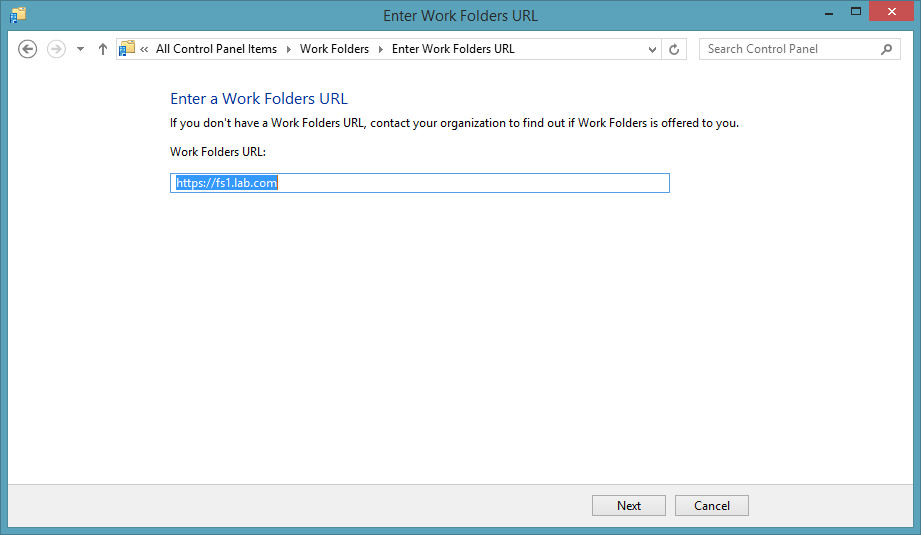 Enter Work Folders URL
« All Control Panel Items Work Folders Enter Work Folders URL Search Control Panel
Enter a Work Folders URL
If you don't have a Work Folders URL, contact your organization to find out if Work Folders is offered to you.
Work Folders URL:
https://fs1.lab.com
Next Cancel